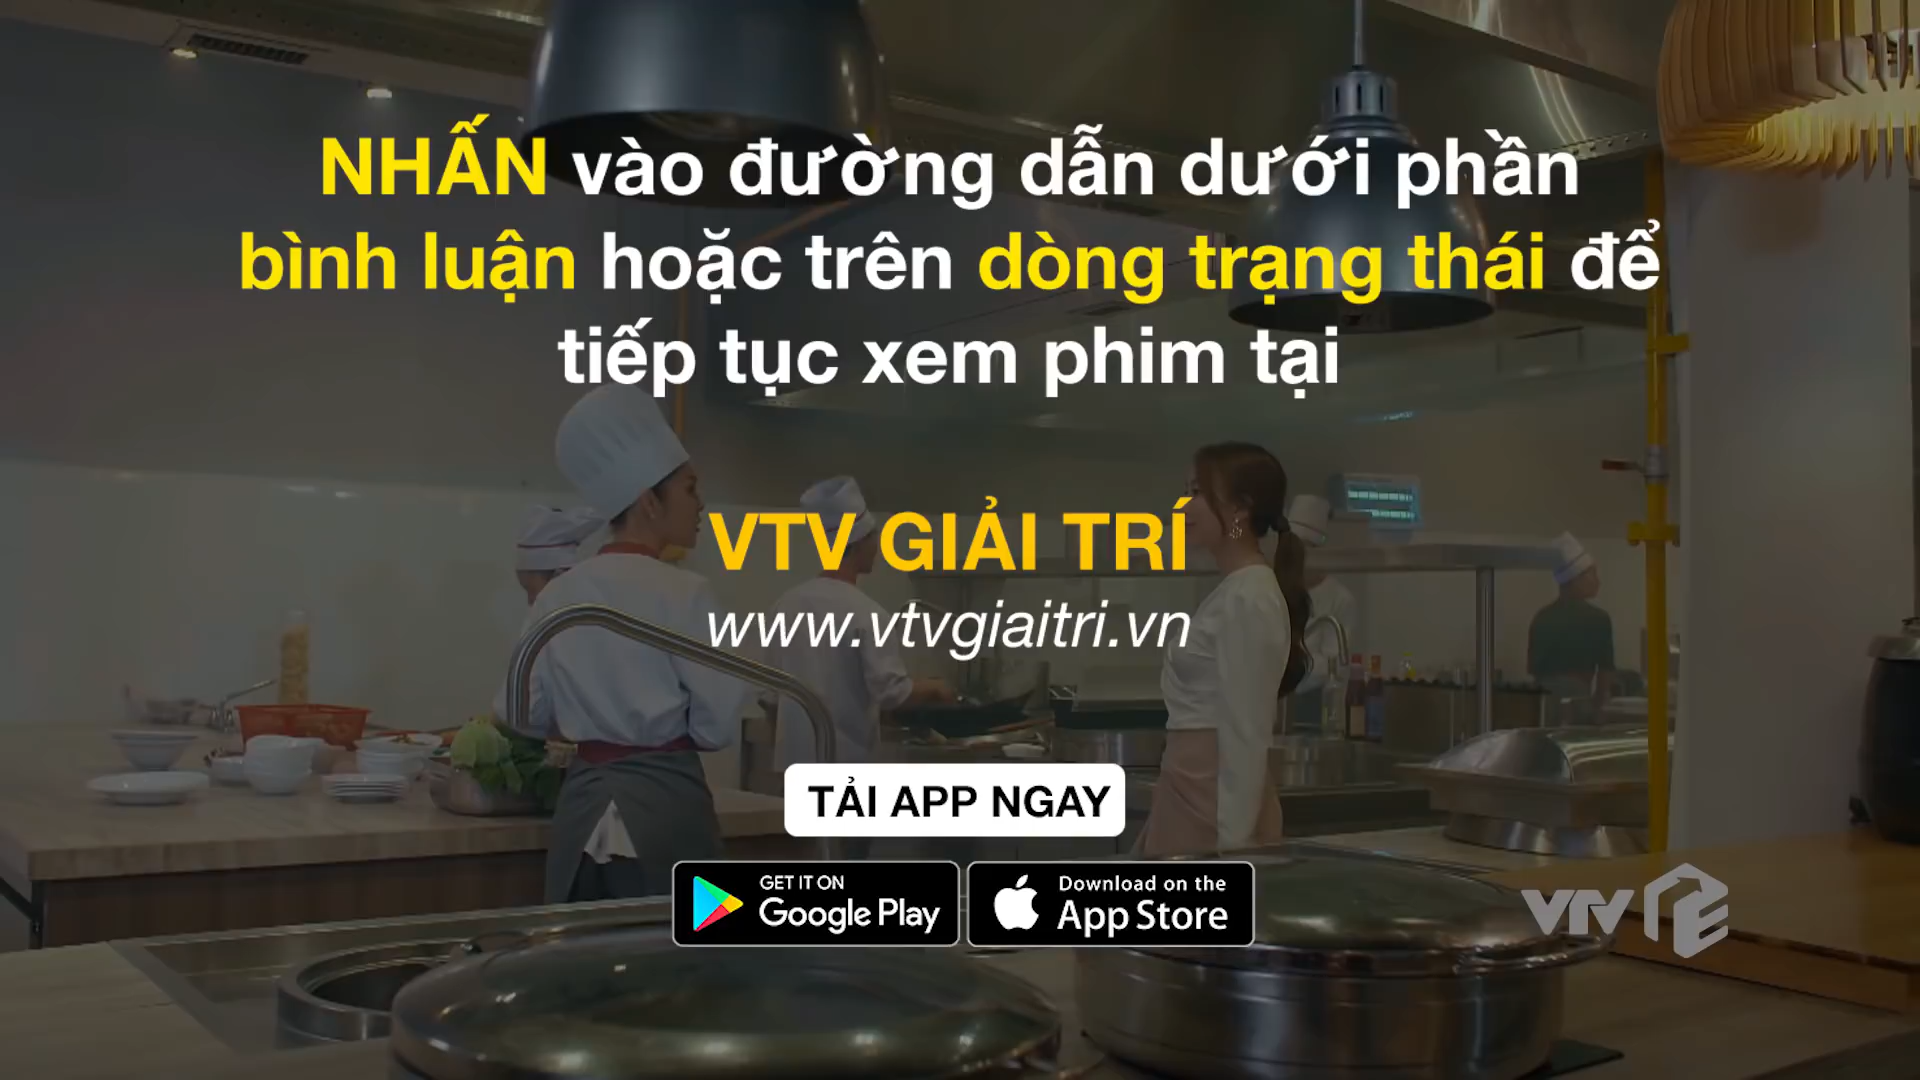 NHẤN vào đường dẫn dưới phần
bình luận hoặc trên dòng trạng thái để
tiếp tục xem phim tại
VTV GIẢI TRÍ
www.vtvgiaitri.vn
TẢI APP NGAY
GET IT ON
Google Play
Download on the
App Store
VTV